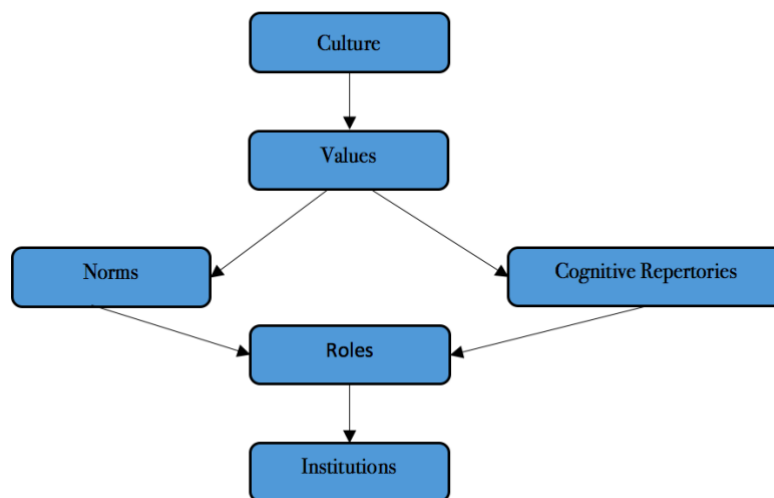 Culture
Values
Norms
Cognitive Repertories
Roles
Institutions